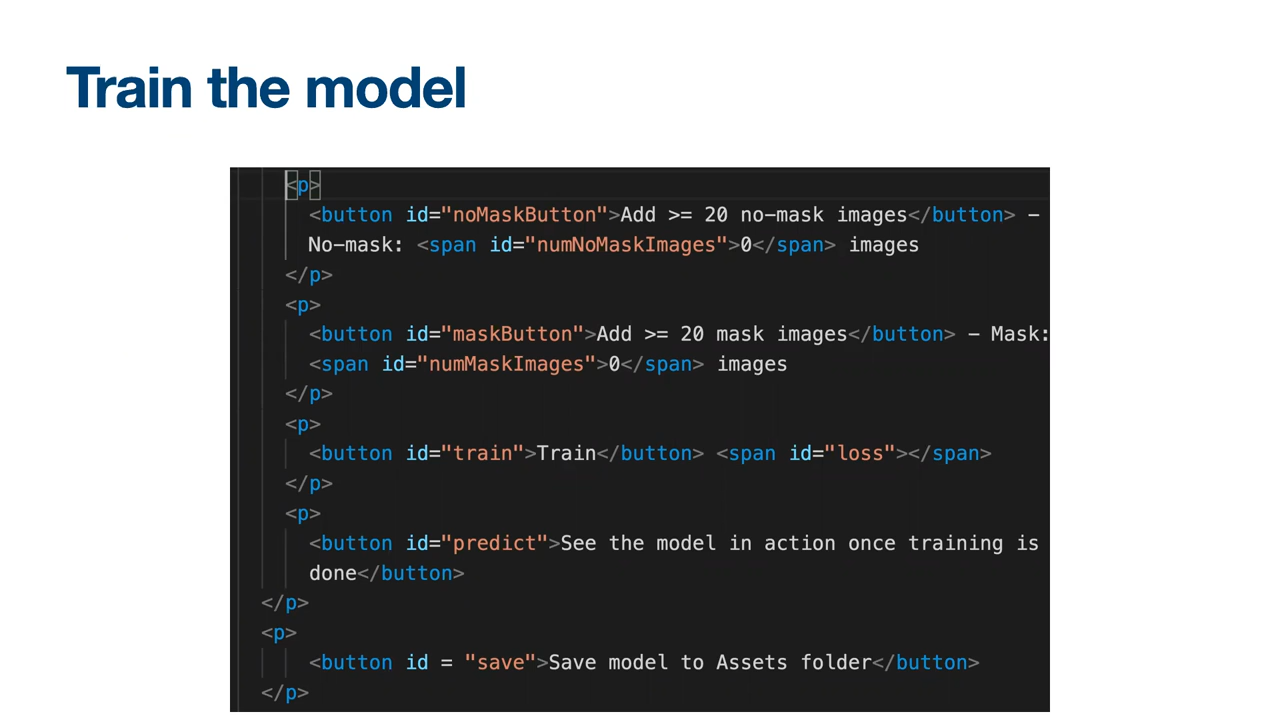 Train the model
<p>
<button id="noMaskButton">Add >= 20 no-mask images</button> -
No-mask: <span id="numNoMaskImages">0</span> images
</p>
<p>
<button id="maskButton">Add >= 20 mask images</button> - Mask:
<span id="numMaskImages">0</span> images
</p>
<p>
<button id="train">Train</button> <span id="loss"></span>
</p>
<p>
<button id="predict">See the model in action once training is
done</button>
</p>
<p>
<button id = "save">Save model to Assets folder</button>
</p>